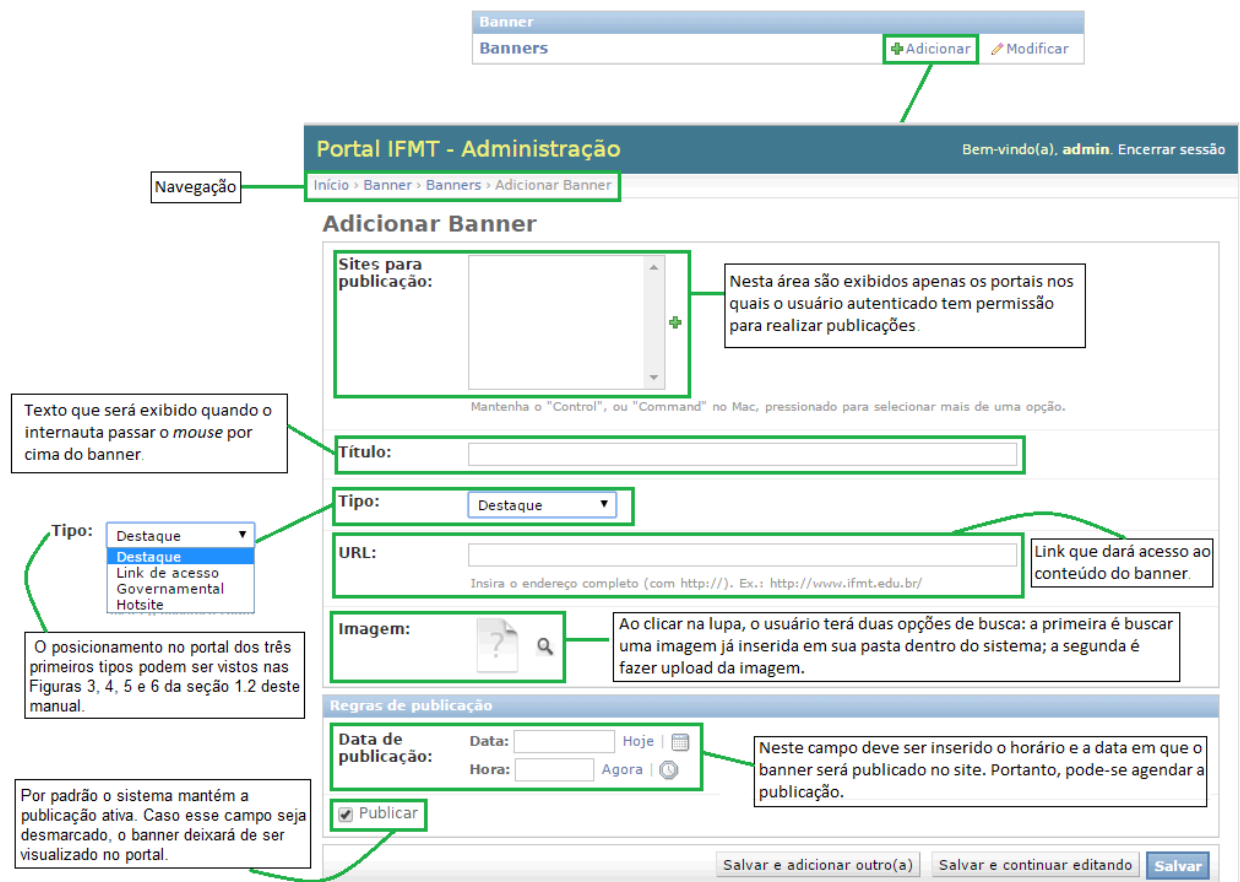 Banner
Banners
Adicionar
Modificar
Portal IFMT - Administração
Bem-vindo(a), admin. Encerrar sessão
Navegação
Início › Banner › Banners › Adicionar Banner
Adicionar Banner
Sites para
publicação:
Nesta área são exibidos apenas os portais nos
quais o usuário autenticado tem permissão
para realizar publicações.
Mantenha o "Control", ou "Command" no Mac, pressionado para selecionar mais de uma opção.
Texto que será exibido quando o
internauta passar o mouse por
cima do banner.
Título:
Tipo:
Destaque
Tipo:
Destaque
Destaque
Link de acesso
Governamental
Hotsite
URL:
Insira o endereço completo (com http://). Ex.: http://www.ifmt.edu.br/
Link que dará acesso ao
conteúdo do banner.
O posicionamento no portal dos três
primeiros tipos podem ser vistos nas
Figuras 3, 4, 5 e 6 da seção 1.2 deste
manual.
Imagem:
Ao clicar na lupa, o usuário terá duas opções de busca: a primeira é buscar
uma imagem já inserida em sua pasta dentro do sistema; a segunda é
fazer upload da imagem.
Regras de publicação
Data de
publicação:
Data:
Hoje |
Hora:
Agora |
Neste campo deve ser inserido o horário e a data em que o
banner será publicado no site. Portanto, pode-se agendar a
publicação.
Por padrão o sistema mantém a
publicação ativa. Caso esse campo seja
desmarcado, o banner deixará de ser
visualizado no portal.
Publicar
Salvar e adicionar outro(a)
Salvar e continuar editando
Salvar